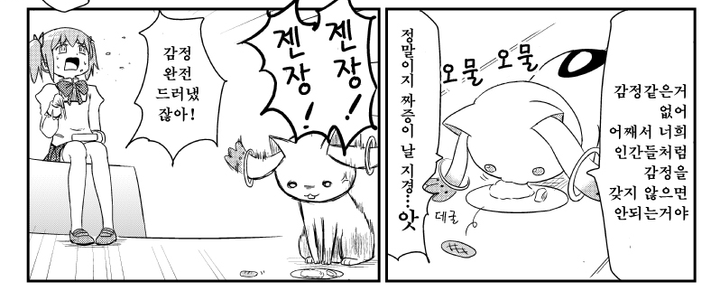 감정같은거
없어
어째서 너희
인간들처럼
감정을
갖지 않으면
안되는거야
오물 오물
정말이지 짜증이 날 지경…앗
데굴
젠장!
젠장!
감정
완전
드러냈
잖아!